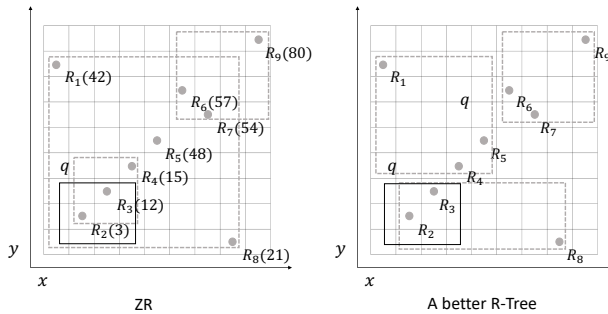 R₉(80)
R₁(42)
R₆(57)
R₇(54)
R₅(48)
q
R₄(15)
R₃(12)
R₂(3)
R₈(21)
y
x
ZR
R₉
R₁
q
R₆
R₇
R₅
q
R₄
R₃
R₂
R₈
y
x
A better R-Tree